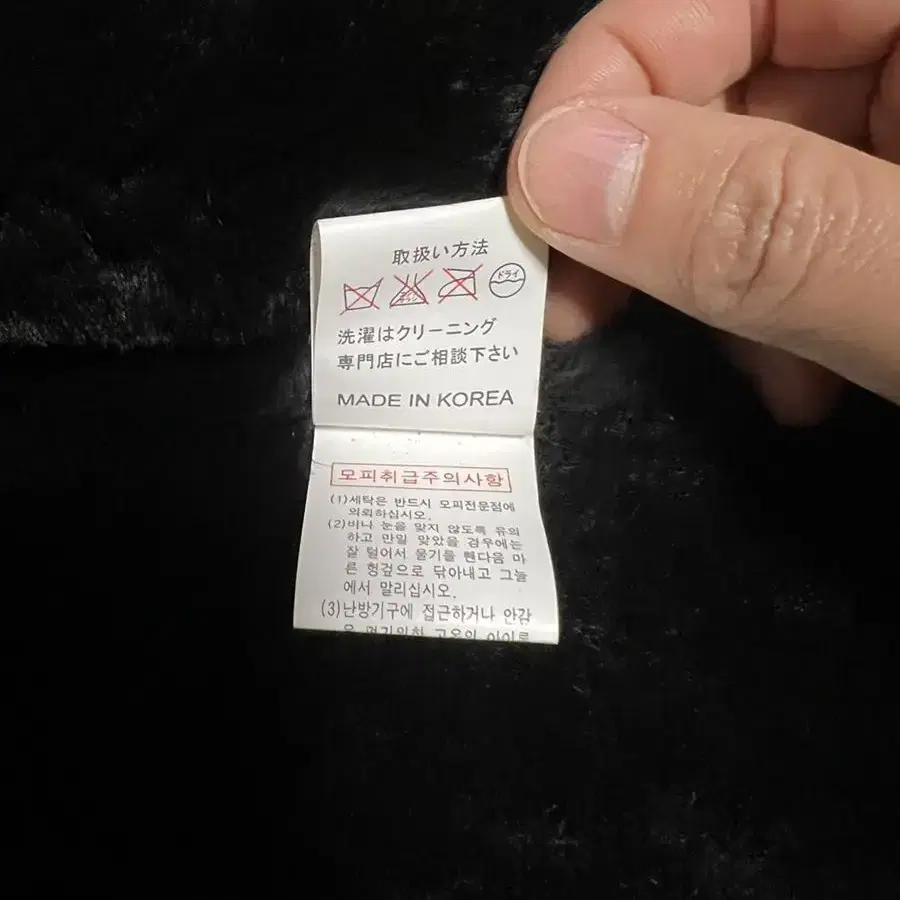 取扱い方法
ドライ
洗濯はクリーニング
専門店にご相談下さい
MADE IN KOREA
모피취급주의사항
(1)세탁은 반드시 모피전문점에
의뢰하십시오.
(2)비나 눈을 맞지 않도록 유의
하고 만일 맞았을 경우에는
잘 털어서 물기를 뺀다음 마
른 헝겊으로 닦아내고 그늘
에서 말리십시오.
(3)난방기구에 접근하거나 안감